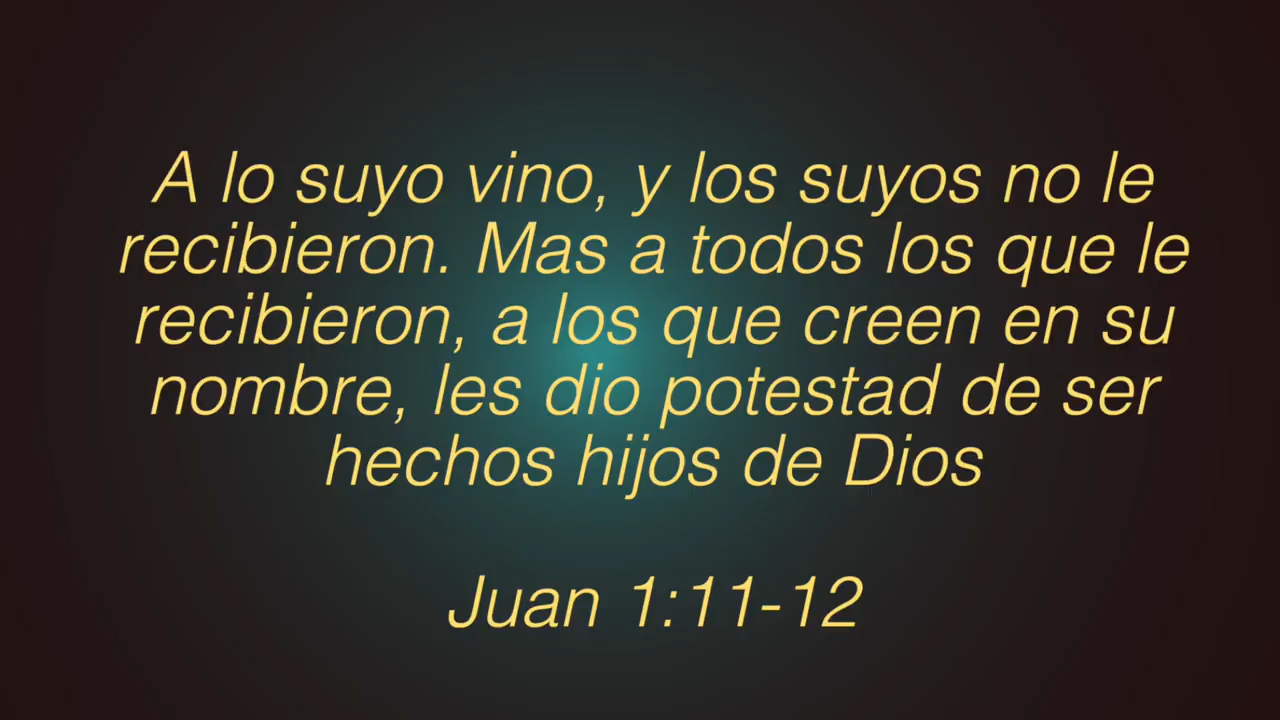 A lo suyo vino, y los suyos no le
recibieron. Mas a todos los que le
recibieron, a los que creen en su
nombre, les dio potestad de ser
hechos hijos de Dios
Juan 1:11-12